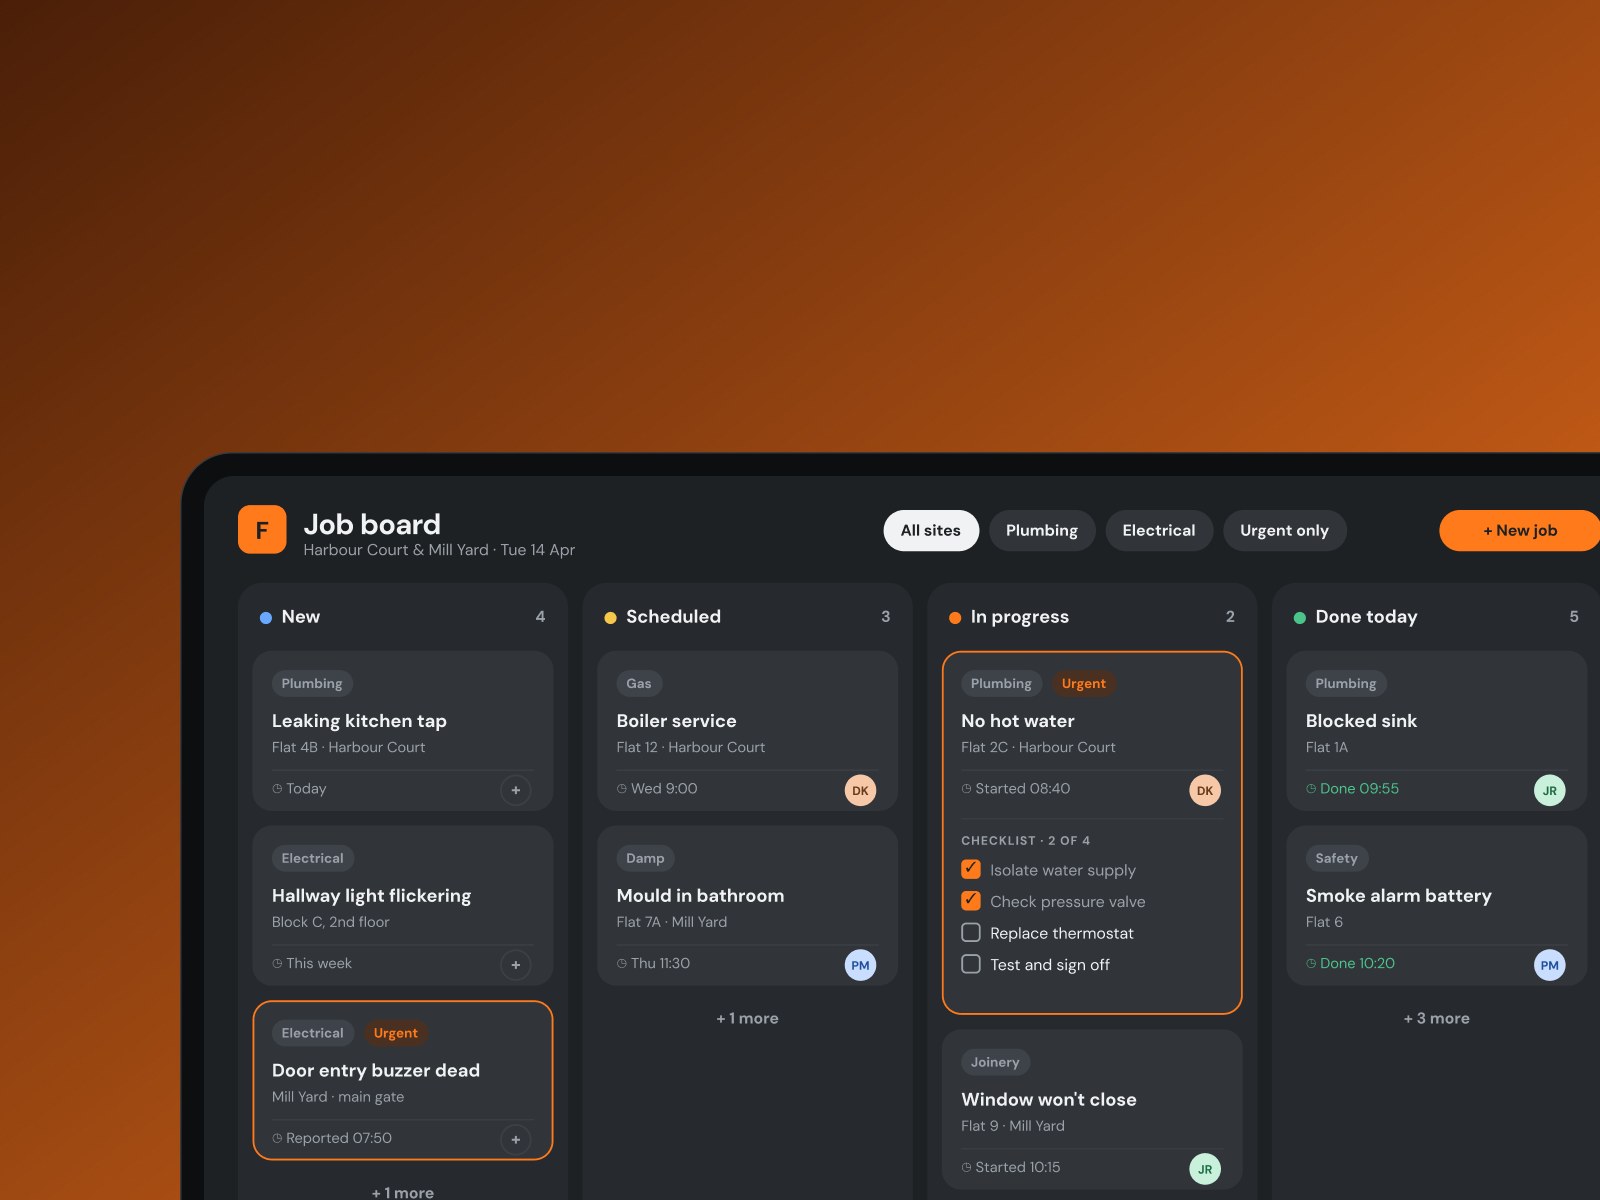 F
Job board
Harbour Court & Mill Yard · Tue 14 Apr
All sites
Plumbing
Electrical
Urgent only
+ New job
New 4
Plumbing
Leaking kitchen tap
Flat 4B · Harbour Court
Today
+
Electrical
Hallway light flickering
Block C, 2nd floor
This week
+
Electrical Urgent
Door entry buzzer dead
Mill Yard · main gate
Reported 07:50
+
+ 1 more
Scheduled 3
Gas
Boiler service
Flat 12 · Harbour Court
Wed 9:00 DK
Damp
Mould in bathroom
Flat 7A · Mill Yard
Thu 11:30 PM
+ 1 more
In progress 2
Plumbing Urgent
No hot water
Flat 2C · Harbour Court
Started 08:40 DK
CHECKLIST · 2 OF 4
Isolate water supply
Check pressure valve
Replace thermostat
Test and sign off
Joinery
Window won't close
Flat 9 · Mill Yard
Started 10:15 JR
Done today 5
Plumbing
Blocked sink
Flat 1A
Done 09:55 JR
Safety
Smoke alarm battery
Flat 6
Done 10:20 PM
+ 3 more